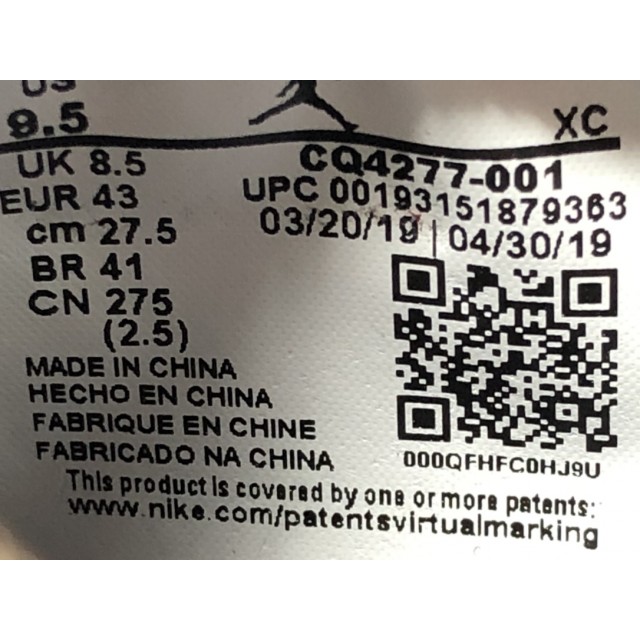 US
9.5
XC
UK 8.5
CQ4277-001
EUR 43
UPC 00193151879363
cm 27.5
03/20/19 | 04/30/19
BR 41
CN 275
(2.5)
MADE IN CHINA
HECHO EN CHINA
FABRIQUE EN CHINE
FABRICADO NA CHINA
000QFHFC0HJ9U
This product is covered by one or more patents:
www.nike.com/patentsvirtualmarking